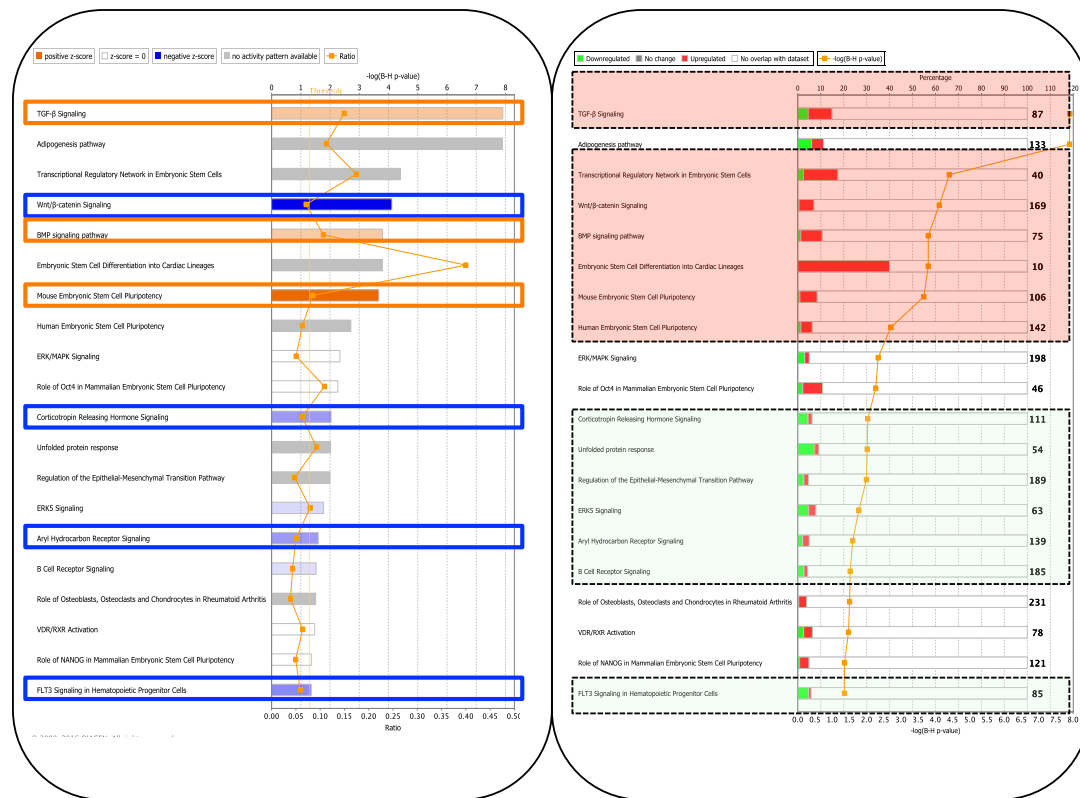 positive z-score
z-score = 0
negative z-score
no activity pattern available
Ratio
-log(B-H p-value)
0 1 2 3 4 5 6 7 8
Threshold
TGF-β Signaling
Adipogenesis pathway
Transcriptional Regulatory Network in Embryonic Stem Cells
Wnt/β-catenin Signaling
BMP signaling pathway
Embryonic Stem Cell Differentiation into Cardiac Lineages
Mouse Embryonic Stem Cell Pluripotency
Human Embryonic Stem Cell Pluripotency
ERK/MAPK Signaling
Role of Oct4 in Mammalian Embryonic Stem Cell Pluripotency
Corticotropin Releasing Hormone Signaling
Unfolded protein response
Regulation of the Epithelial-Mesenchymal Transition Pathway
ERK5 Signaling
Aryl Hydrocarbon Receptor Signaling
B Cell Receptor Signaling
Role of Osteoblasts, Osteoclasts and Chondrocytes in Rheumatoid Arthritis
VDR/RXR Activation
Role of NANOG in Mammalian Embryonic Stem Cell Pluripotency
FLT3 Signaling in Hematopoietic Progenitor Cells
0.00 0.05 0.10 0.15 0.20 0.25 0.30 0.35 0.40 0.45 0.50
Ratio
Downregulated
No change
Upregulated
No overlap with dataset
-log(B-H p-value)
Percentage
0 10 20 30 40 50 60 70 80 90 100 110 120
TGF-β Signaling 87
Adipogenesis pathway 133
Transcriptional Regulatory Network in Embryonic Stem Cells 40
Wnt/β-catenin Signaling 169
BMP signaling pathway 75
Embryonic Stem Cell Differentiation into Cardiac Lineages 10
Mouse Embryonic Stem Cell Pluripotency 106
Human Embryonic Stem Cell Pluripotency 142
ERK/MAPK Signaling 198
Role of Oct4 in Mammalian Embryonic Stem Cell Pluripotency 46
Corticotropin Releasing Hormone Signaling 111
Unfolded protein response 54
Regulation of the Epithelial-Mesenchymal Transition Pathway 189
ERK5 Signaling 63
Aryl Hydrocarbon Receptor Signaling 139
B Cell Receptor Signaling 185
Role of Osteoblasts, Osteoclasts and Chondrocytes in Rheumatoid Arthritis 231
VDR/RXR Activation 78
Role of NANOG in Mammalian Embryonic Stem Cell Pluripotency 121
FLT3 Signaling in Hematopoietic Progenitor Cells 85
0.0 0.5 1.0 1.5 2.0 2.5 3.0 3.5 4.0 4.5 5.0 5.5 6.0 6.5 7.0 7.5 8.0
-log(B-H p-value)